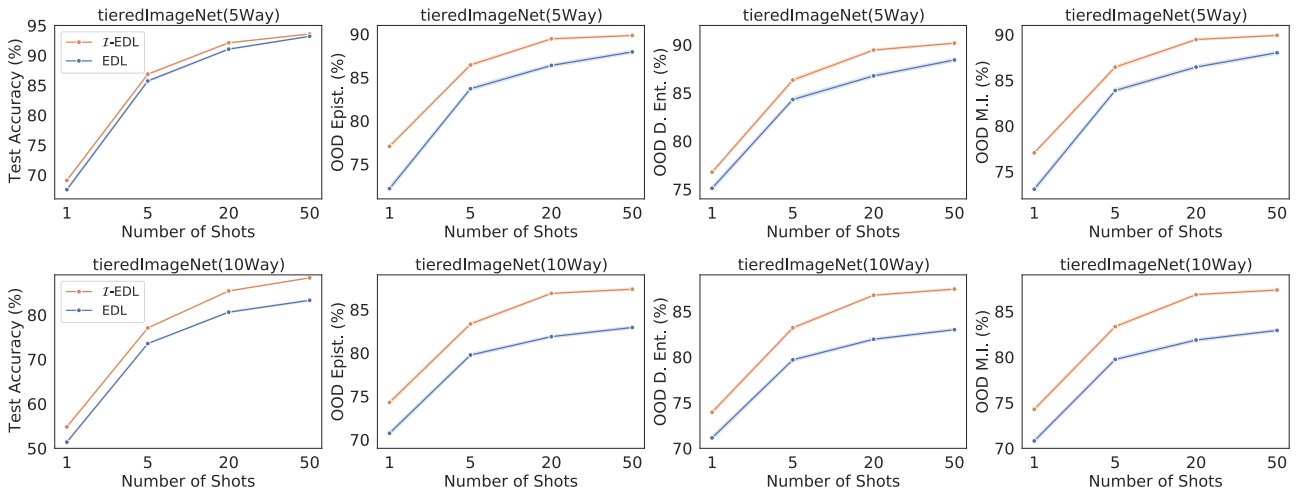 tieredImageNet(5Way)
Test Accuracy (%)
95
90
85
80
75
70
I-EDL
EDL
1 5 20 50
Number of Shots
tieredImageNet(5Way)
OOD Epist. (%)
90
85
80
75
1 5 20 50
Number of Shots
tieredImageNet(5Way)
OOD D. Ent. (%)
90
85
80
75
1 5 20 50
Number of Shots
tieredImageNet(5Way)
OOD M.I. (%)
90
85
80
75
1 5 20 50
Number of Shots
tieredImageNet(10Way)
Test Accuracy (%)
80
70
60
50
I-EDL
EDL
1 5 20 50
Number of Shots
tieredImageNet(10Way)
OOD Epist. (%)
85
80
75
70
1 5 20 50
Number of Shots
tieredImageNet(10Way)
OOD D. Ent. (%)
85
80
75
70
1 5 20 50
Number of Shots
tieredImageNet(10Way)
OOD M.I. (%)
85
80
75
70
1 5 20 50
Number of Shots